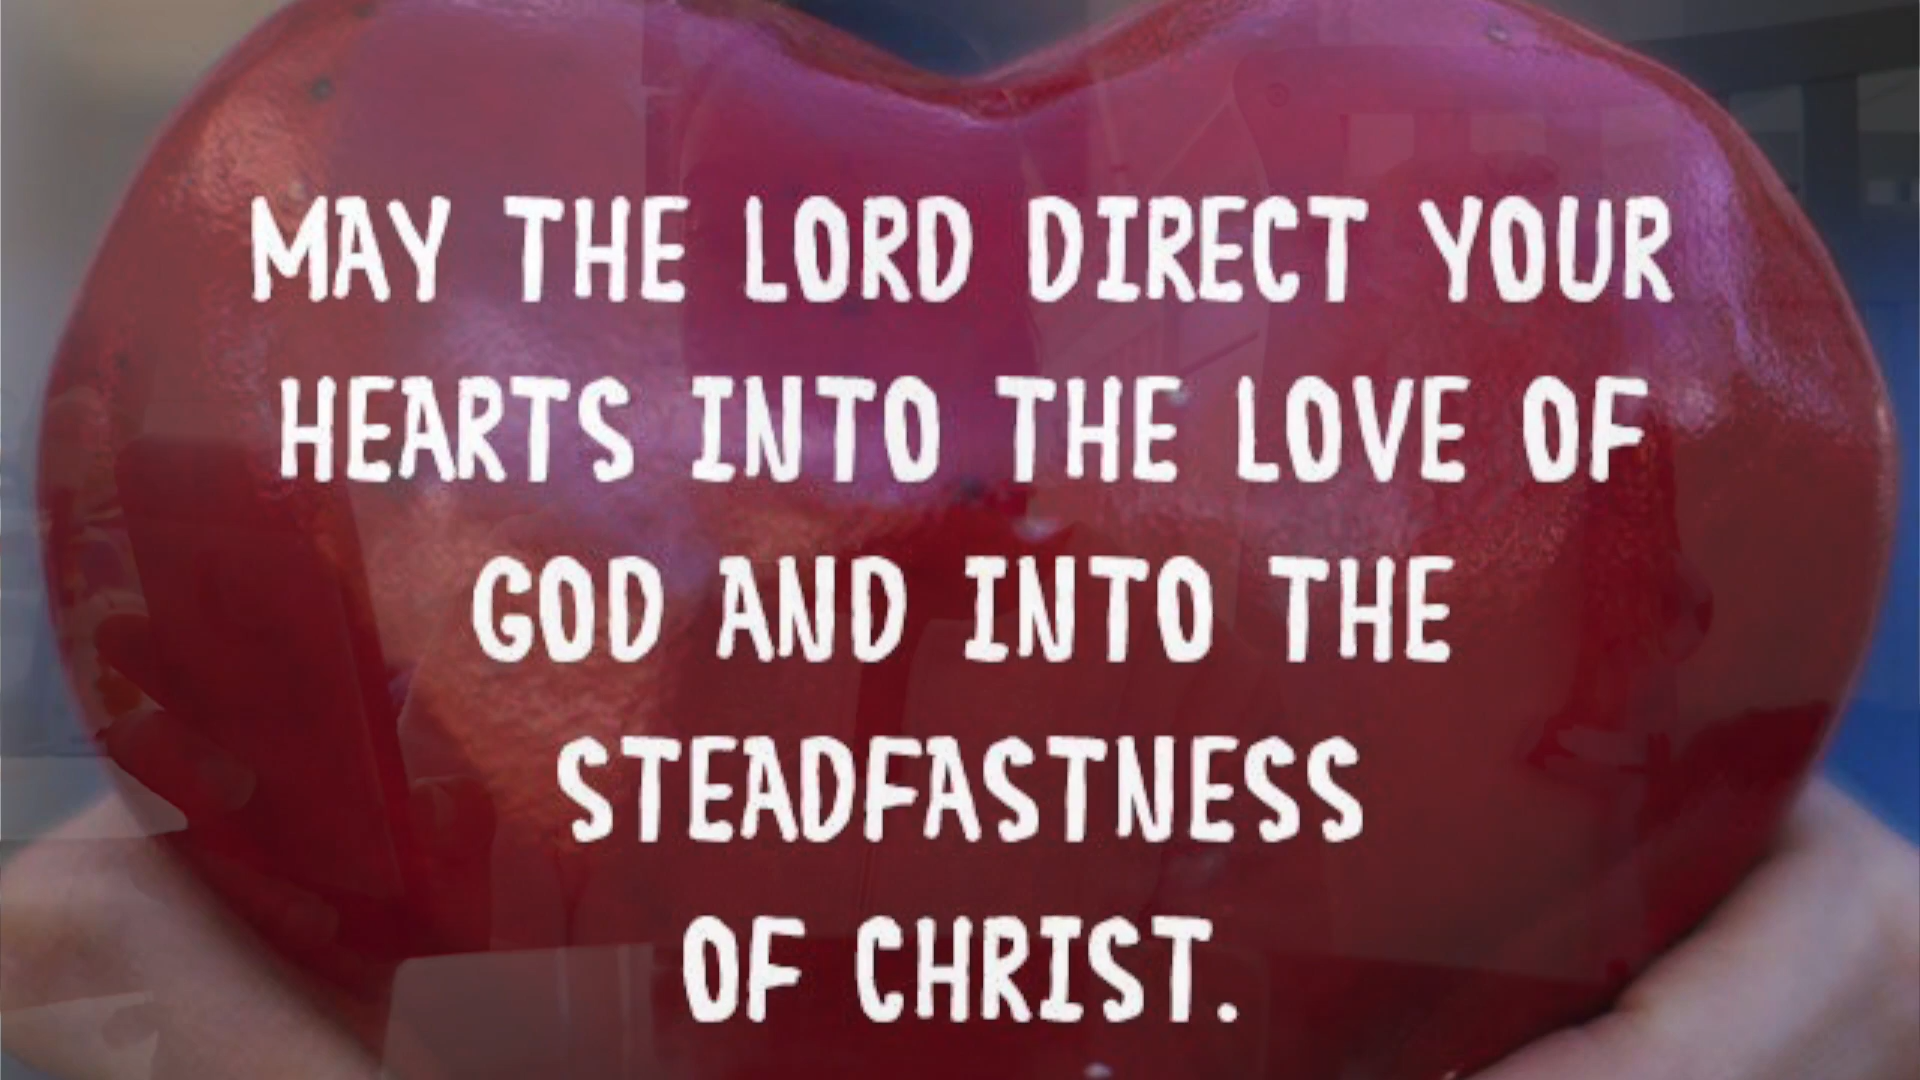 MAY THE LORD DIRECT YOUR
HEARTS INTO THE LOVE OF
GOD AND INTO THE
STEADFASTNESS
OF CHRIST.